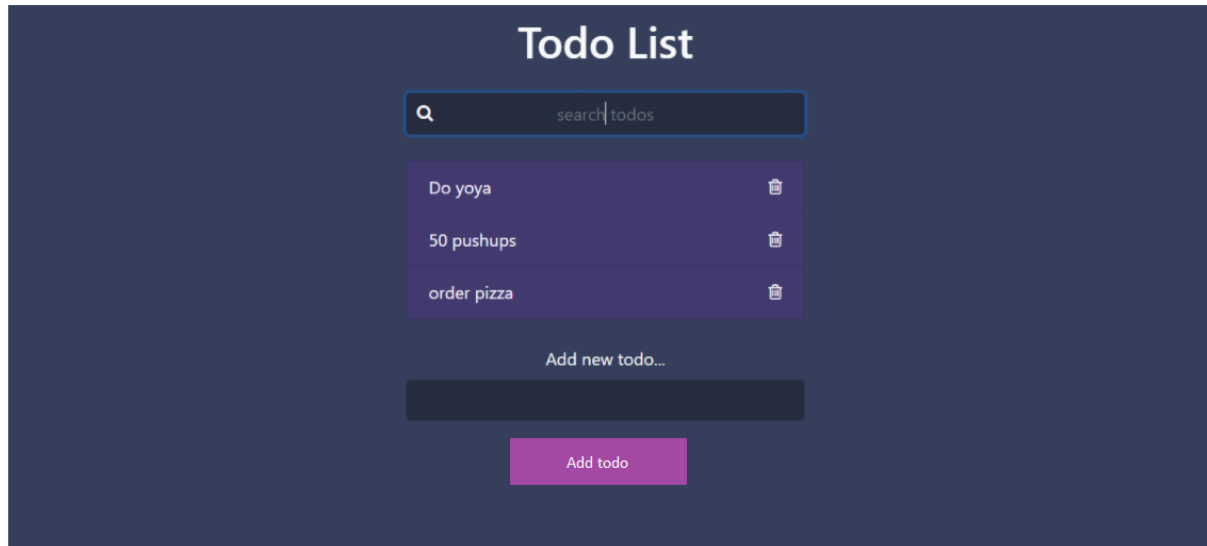 Todo List
search todos
Do yoya
50 pushups
order pizza
Add new todo...
Add todo